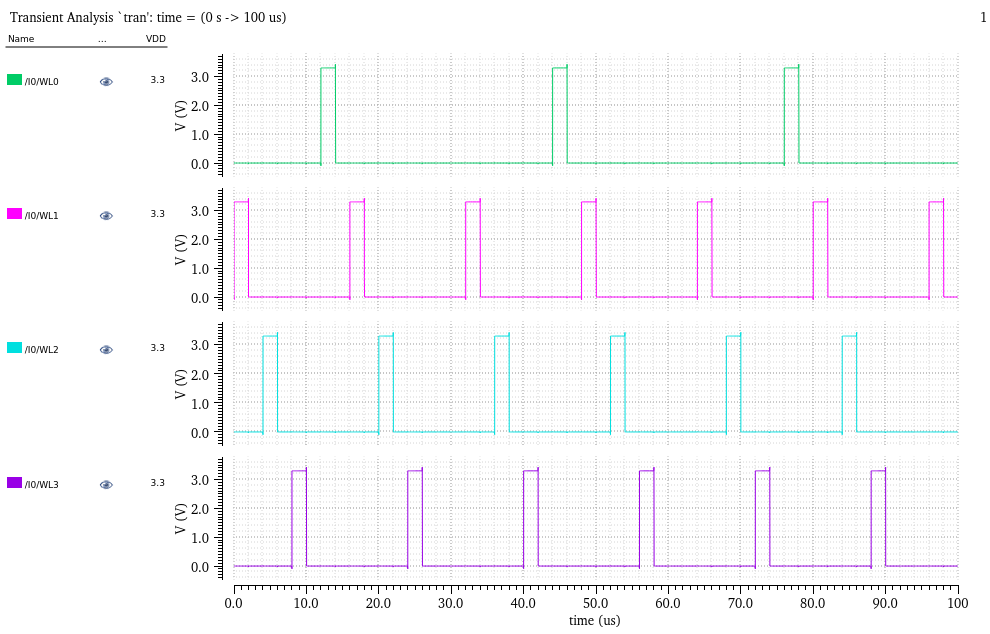 Transient Analysis `tran': time = (0 s -> 100 us) 1
Name ... VDD
/I0/WL0 3.3
V (V)
3.0
2.0
1.0
0.0
/I0/WL1 3.3
V (V)
3.0
2.0
1.0
0.0
/I0/WL2 3.3
V (V)
3.0
2.0
1.0
0.0
/I0/WL3 3.3
V (V)
3.0
2.0
1.0
0.0
0.0 10.0 20.0 30.0 40.0 50.0 60.0 70.0 80.0 90.0 100
time (us)